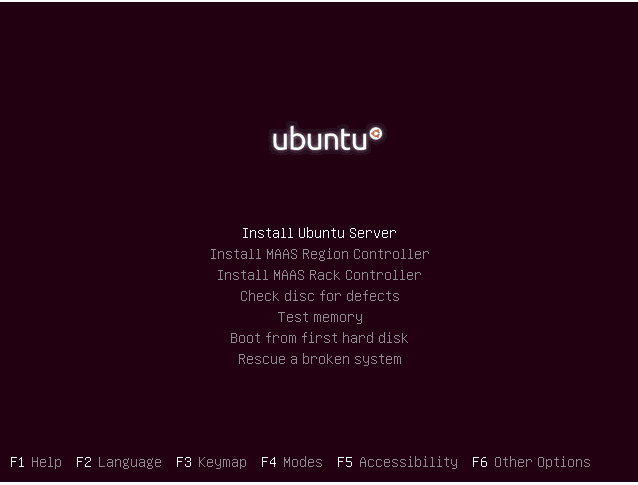 ubuntu
Install Ubuntu Server
Install MAAS Region Controller
Install MAAS Rack Controller
Check disc for defects
Test memory
Boot from first hard disk
Rescue a broken system
F1 Help F2 Language F3 Keymap F4 Modes F5 Accessibility F6 Other Options